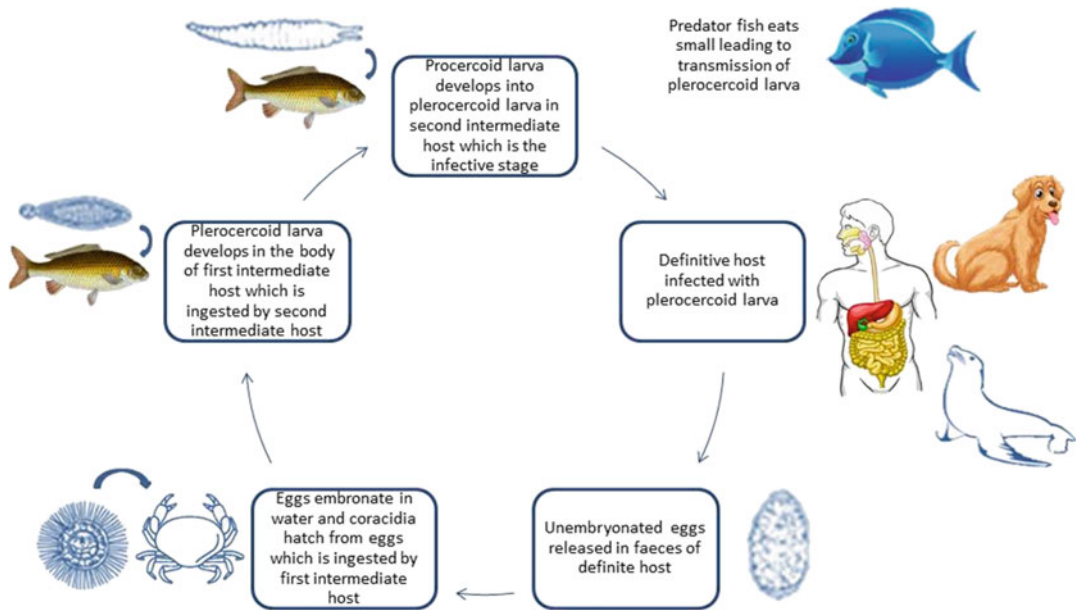 Procercoid larva
develops into
plerocercoid larva in
second intermediate
host which is the
infective stage
Predator fish eats
small leading to
transmission of
plerocercoid larva
Definitive host
infected with
plerocercoid larva
Unembryonated eggs
released in faeces of
definite host
Eggs embronate in
water and coracidia
hatch from eggs
which is ingested by
first intermediate
host
Plerocercoid larva
develops in the body
of first intermediate
host which is
ingested by second
intermediate host